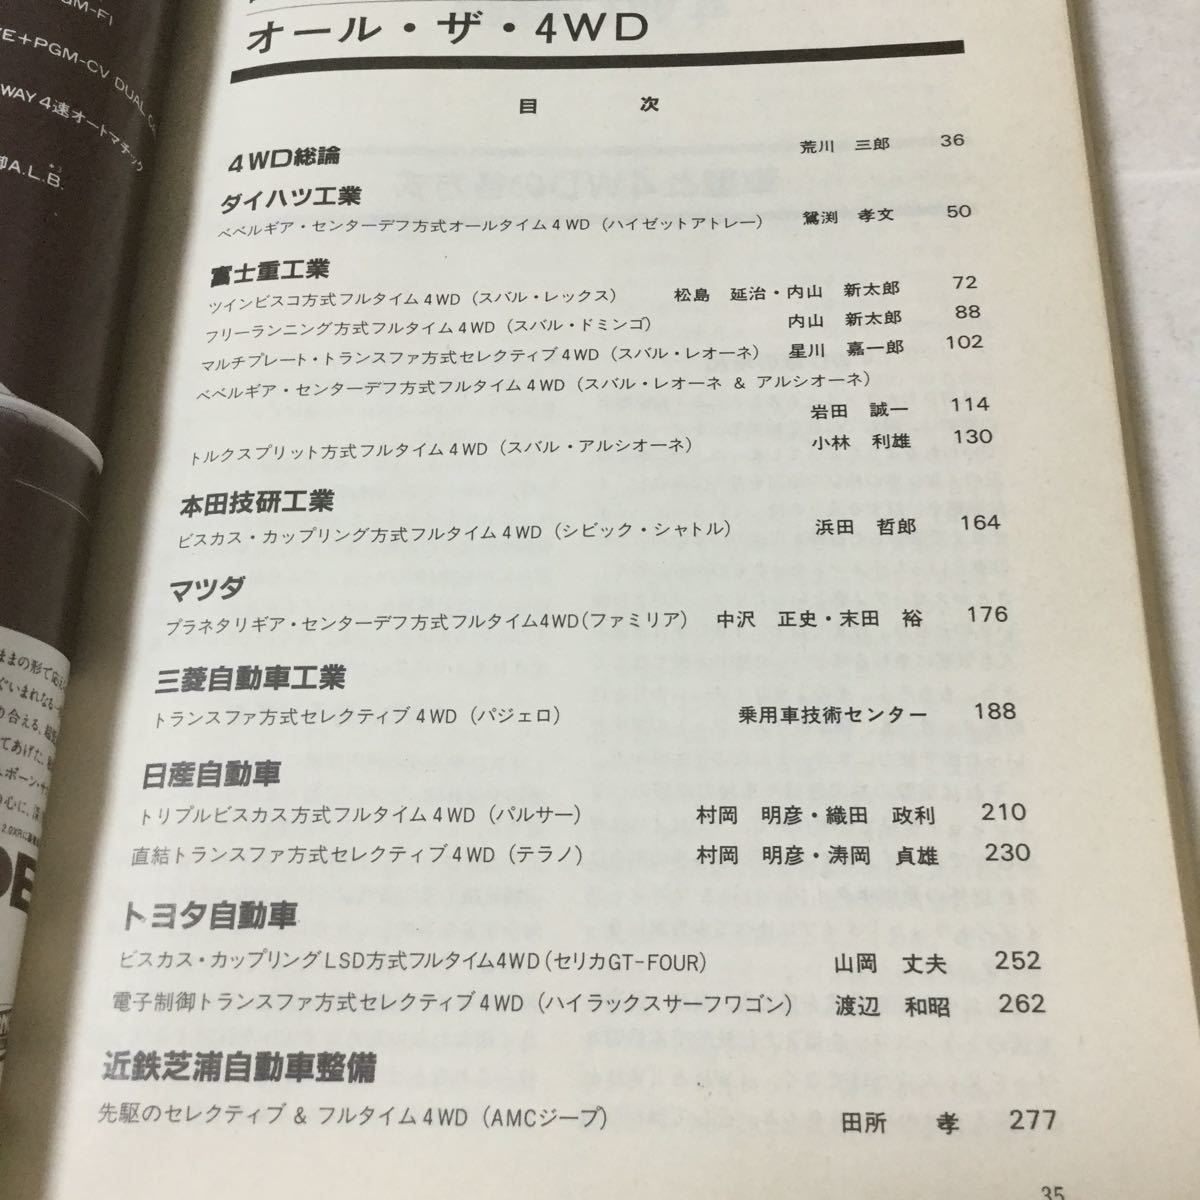 GM-FI
E+PGM-CV DUAL CA
WAY 4速オートマチック
御A.L.B.
オール・ザ・4WD
目 次
4WD総論 荒川 三郎 36
ダイハツ工業
ベベルギア・センターデフ方式オールタイム4WD(ハイゼットアトレー) 鴛渕 孝文 50
富士重工業
ツインビスコ方式フルタイム4WD(スバル・レックス) 松島 延治・内山 新太郎 72
フリーランニング方式フルタイム4WD(スバル・ドミンゴ) 内山 新太郎 88
マルチプレート・トランスファ方式セレクティブ4WD(スバル・レオーネ) 星川 嘉一郎 102
ベベルギア・センターデフ方式フルタイム4WD(スバル・レオーネ & アルシオーネ)
岩田 誠一 114
トルクスプリット方式フルタイム4WD(スバル・アルシオーネ) 小林 利雄 130
本田技研工業
ビスカス・カップリング方式フルタイム4WD(シビック・シャトル) 浜田 哲郎 164
マツダ
プラネタリギア・センターデフ方式フルタイム4WD(ファミリア) 中沢 正史・末田 裕 176
三菱自動車工業
トランスファ方式セレクティブ4WD(パジェロ) 乗用車技術センター 188
日産自動車
トリプルビスカス方式フルタイム4WD(パルサー) 村岡 明彦・織田 政利 210
直結トランスファ方式セレクティブ4WD(テラノ) 村岡 明彦・涛岡 貞雄 230
トヨタ自動車
ビスカス・カップリングLSD方式フルタイム4WD(セリカGT-FOUR) 山岡 丈夫 252
電子制御トランスファ方式セレクティブ4WD(ハイラックスサーフワゴン) 渡辺 和昭 262
近鉄芝浦自動車整備
先駆のセレクティブ & フルタイム4WD(AMCジープ) 田所 孝 277
35